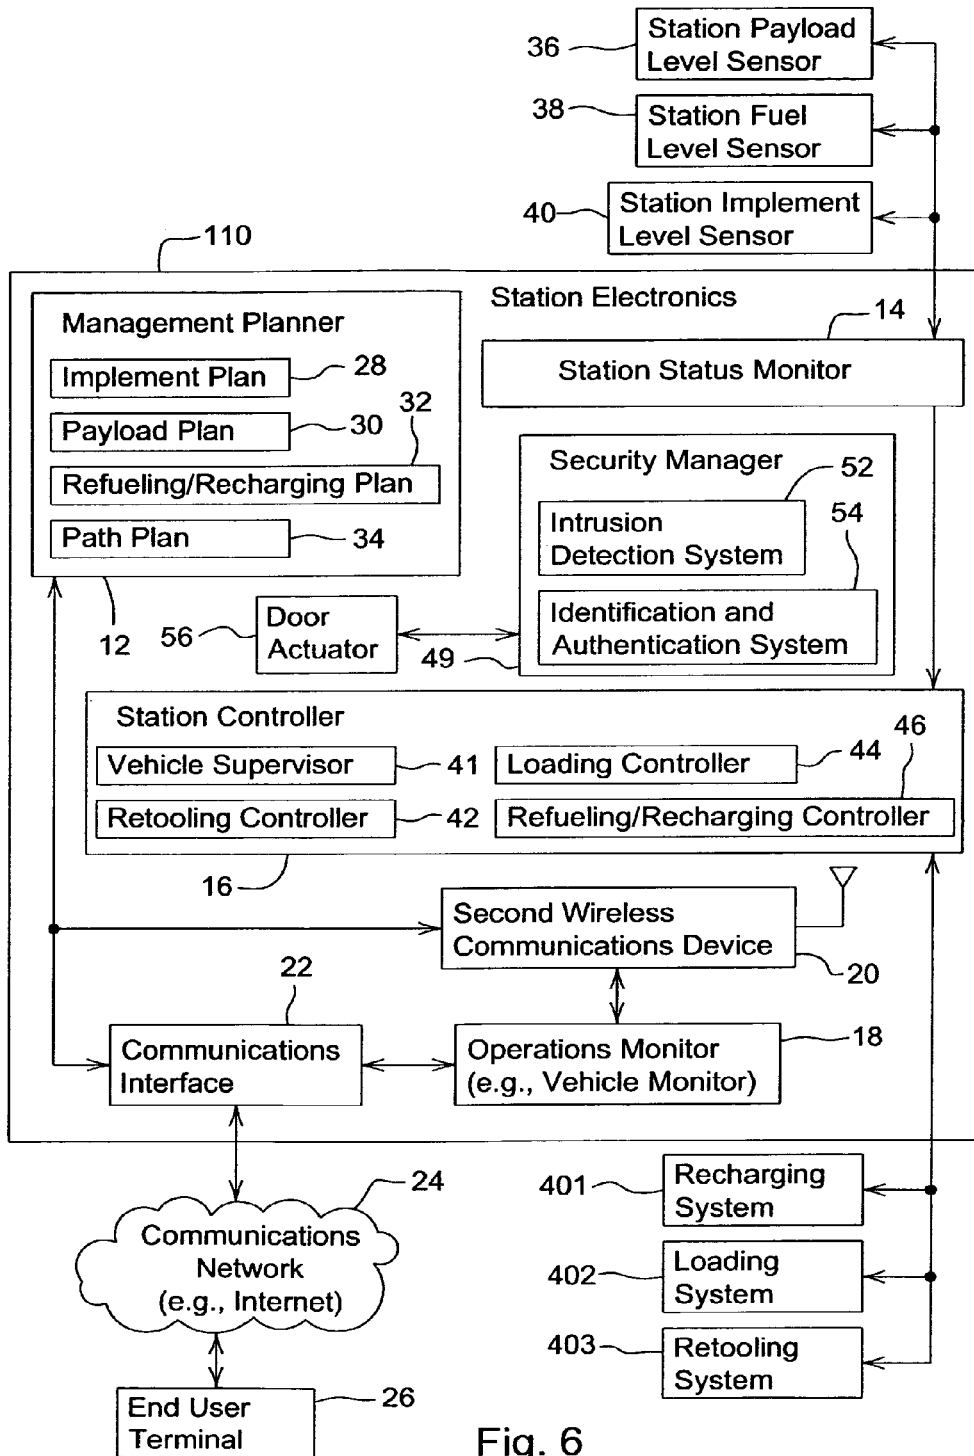 36
Station Payload
Level Sensor
38
Station Fuel
Level Sensor
40
Station Implement
Level Sensor
110
Station Electronics
Management Planner
14
Implement Plan
28
Station Status Monitor
Payload Plan
30
32
Refueling/Recharging Plan
Path Plan
34
12
Security Manager
52
Intrusion
Detection System
54
Identification and
Authentication System
49
56
Door
Actuator
Station Controller
46
Vehicle Supervisor
41
Loading Controller
44
Retooling Controller
42
Refueling/Recharging Controller
16
Second Wireless
Communications Device
20
22
Communications
Interface
Operations Monitor
(e.g., Vehicle Monitor)
18
24
Communications
Network
(e.g., Internet)
401
Recharging
System
402
Loading
System
403
Retooling
System
End User
Terminal
26
Fig. 6